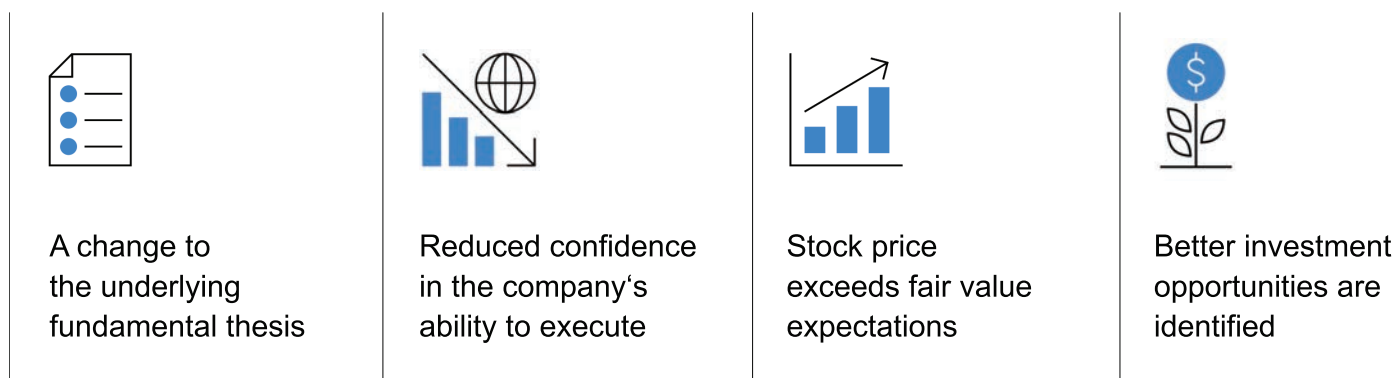 $
A change to
the underlying
fundamental thesis
Reduced confidence
in the company‘s
ability to execute
Stock price
exceeds fair value
expectations
Better investment
opportunities are
identified